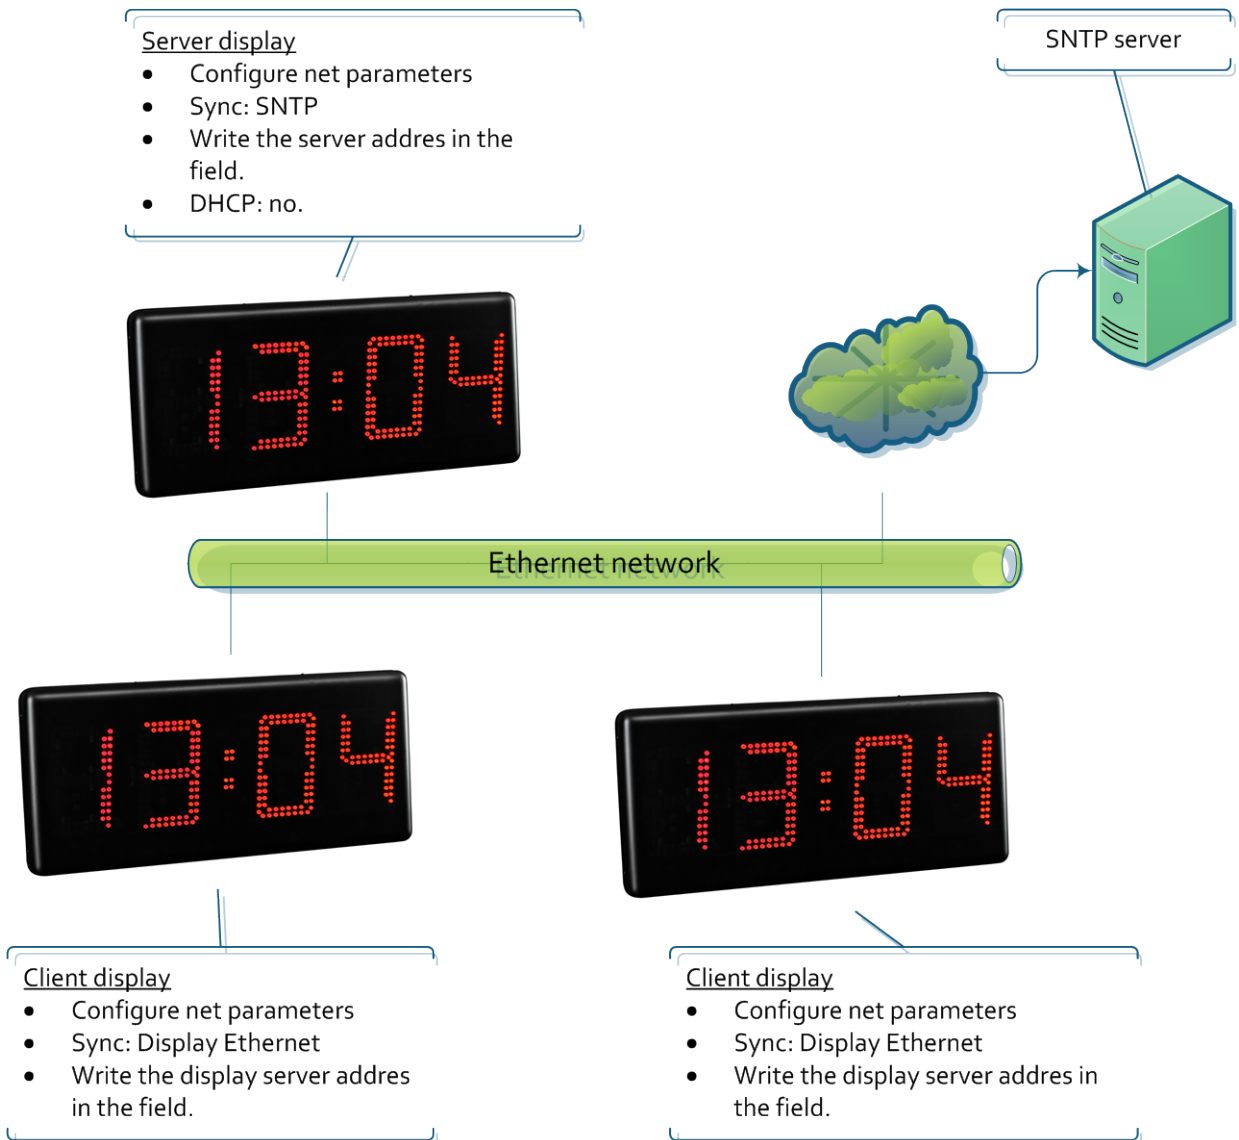 Server display
• Configure net parameters
• Sync: SNTP
• Write the server addres in the
field.
• DHCP: no.
SNTP server
13:04
Ethernet network
13:04
13:04
Client display
• Configure net parameters
• Sync: Display Ethernet
• Write the display server addres
in the field.
Client display
• Configure net parameters
• Sync: Display Ethernet
• Write the display server addres in
the field.